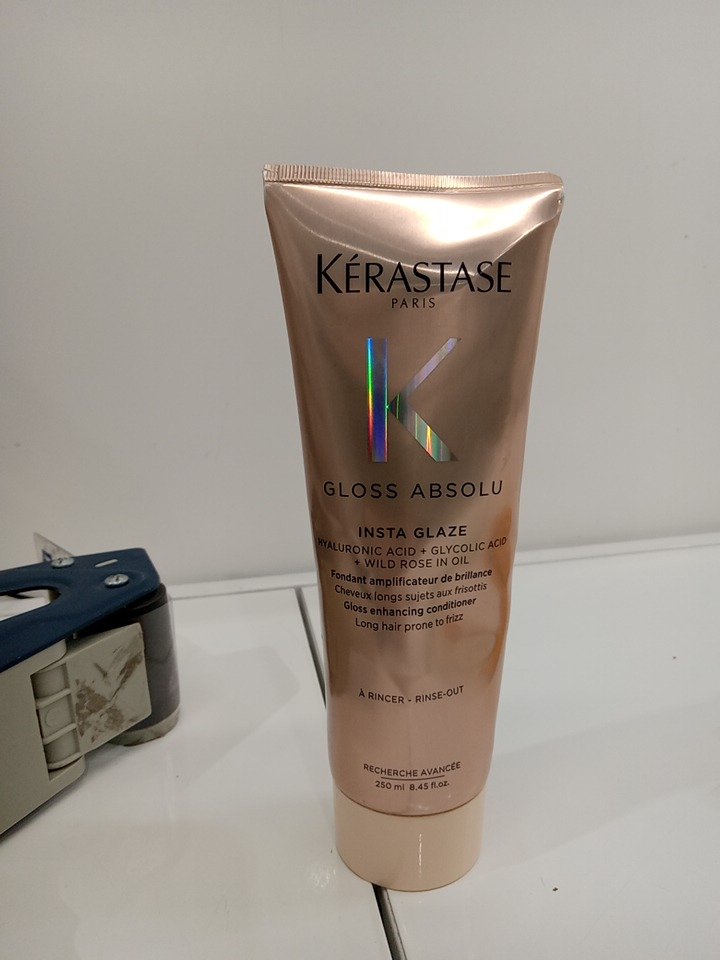 KÉRASTASE
PARIS
K
GLOSS ABSOLU
INSTA GLAZE
HYALURONIC ACID + GLYCOLIC ACID
+ WILD ROSE IN OIL
Fondant amplificateur de brillance
Cheveux longs sujets aux frisottis
Gloss enhancing conditioner
Long hair prone to frizz
À RINCER - RINSE-OUT
RECHERCHE AVANCÉE
250 ml 8.45 fl.oz.